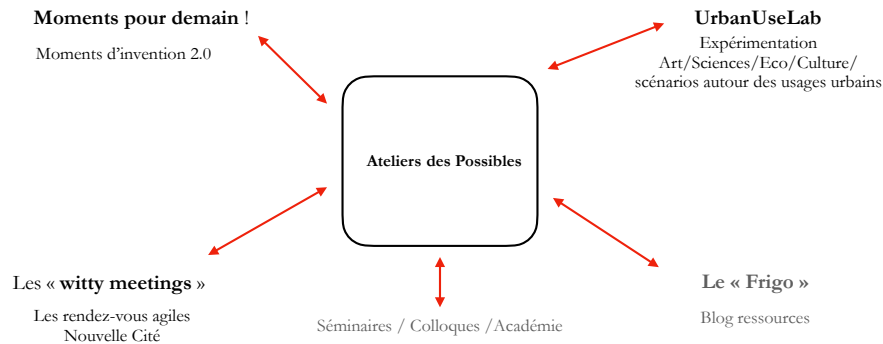 Moments pour demain !
Moments d’invention 2.0
UrbanUseLab
Expérimentation
Art/Sciences/Eco/Culture/
scénarios autour des usages urbains
Ateliers des Possibles
Les « witty meetings »
Les rendez-vous agiles
Nouvelle Cité
Séminaires / Colloques /Académie
Le « Frigo »
Blog ressources